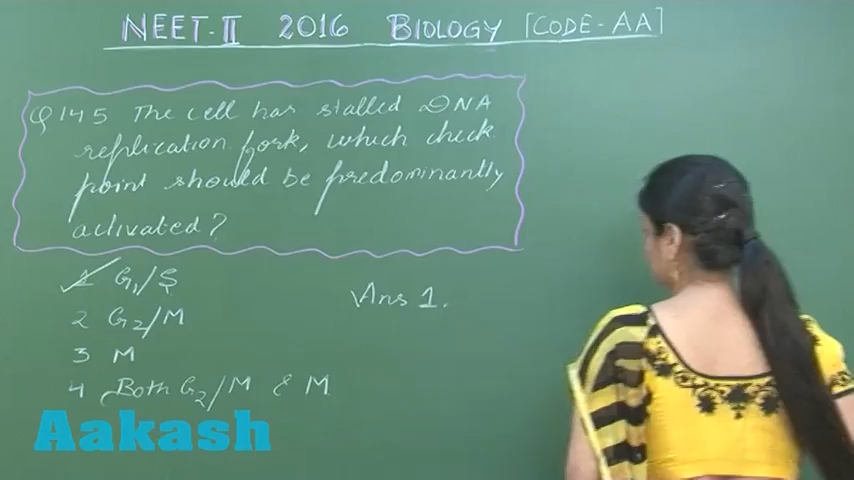 NEET-II 2016 BIOLOGY [CODE-AA]
Q145 The cell has stalled DNA
replication fork, which check
point should be predominantly
activated?
1 G₁/S
2 G₂/M
3 M
4 Both G₂/M & M
Ans 1.
Aakash